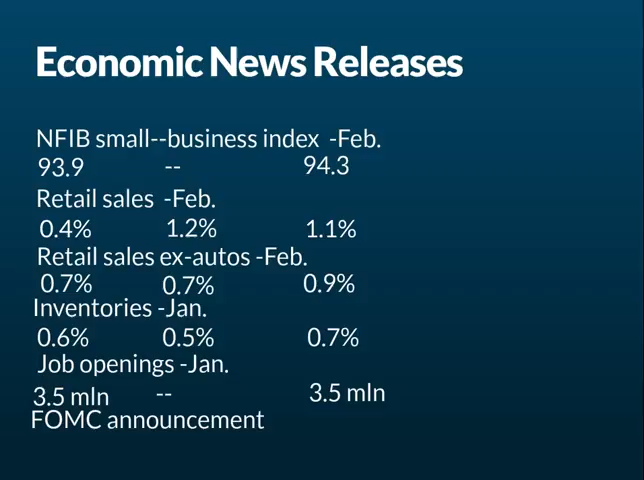 Economic News Releases
NFIB small--business index -Feb.
93.9 -- 94.3
Retail sales -Feb.
0.4% 1.2% 1.1%
Retail sales ex-autos -Feb.
0.7% 0.7% 0.9%
Inventories -Jan.
0.6% 0.5% 0.7%
Job openings -Jan.
3.5 mln -- 3.5 mln
FOMC announcement